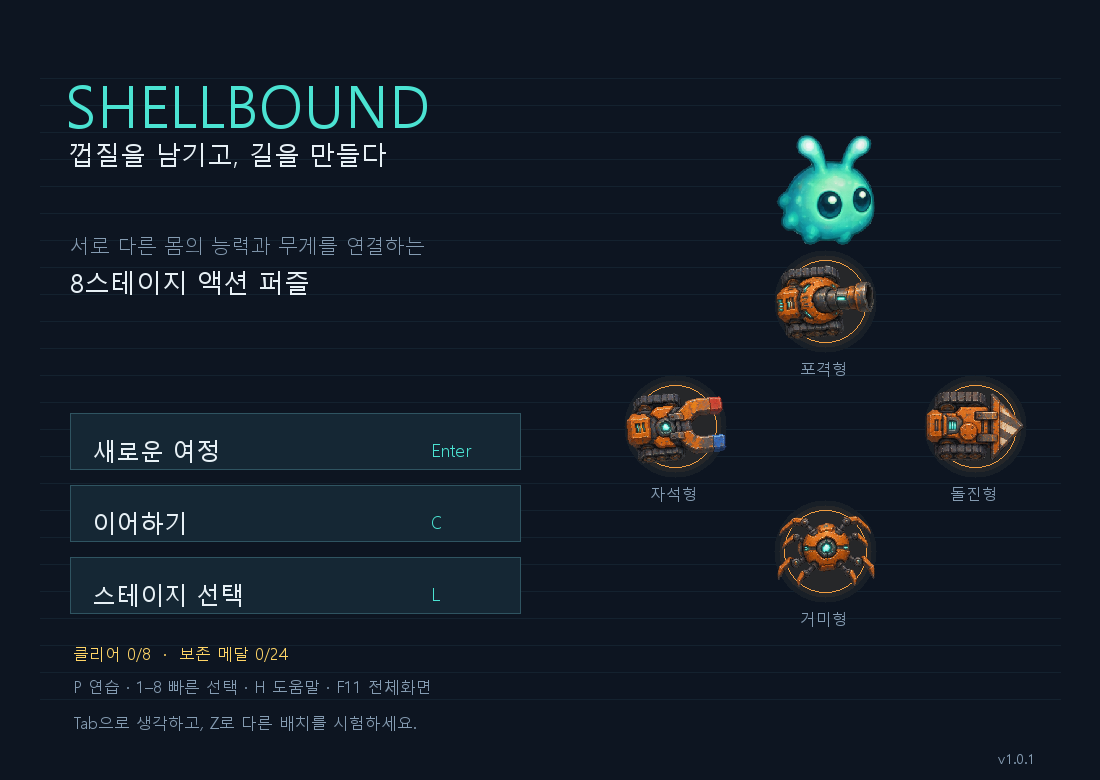 SHELLBOUND
껍질을 남기고, 길을 만들다
서로 다른 몸의 능력과 무게를 연결하는
8스테이지 액션 퍼즐
포격형
자석형
돌진형
거미형
새로운 여정 Enter
이어하기 C
스테이지 선택 L
클리어 0/8 · 보존 메달 0/24
P 연습 · 1–8 빠른 선택 · H 도움말 · F11 전체화면
Tab으로 생각하고, Z로 다른 배치를 시험하세요.
v1.0.1